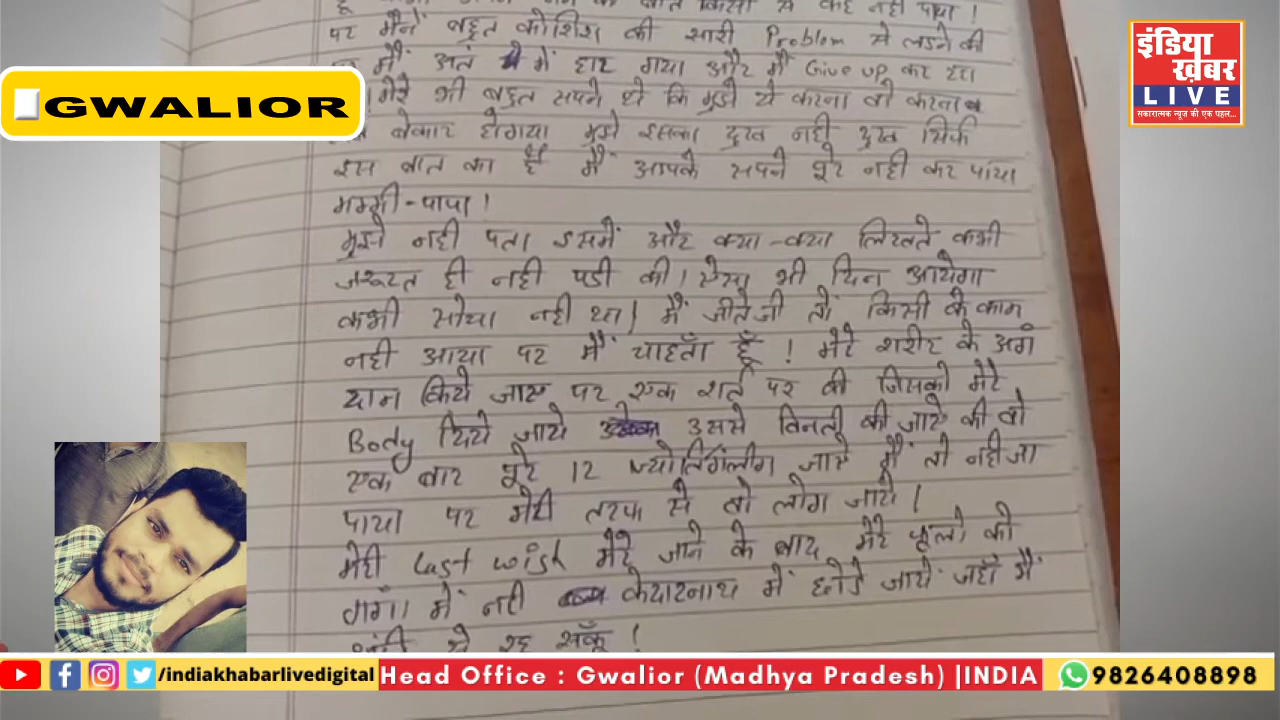 पर मैंने बहुत कोशिश की सारी Problem से लडने की
मैं अंत में हार गया और मैं Give up कर रहा
मेरे भी बहुत सपने थे कि मुझे ये करना वो करना
बेकार होगया मुझे इसका दुख नही दुख सिर्फ
इस बात का है मैं आपके सपने पूरे नही कर पाया
मम्मी-पापा!
मुझे नही पता इसमें और क्या-क्या लिखते कभी
जरूरत ही नही पडी की। ऐसा भी दिन आयेगा
कभी सोचा नही था। मैं जीतेजी तो किसी के काम
नही आया पर मैं चाहता हूँ! मेरे शरीर के अंग
दान किये जाए पर एक शर्त पर की जिसको मेरे
Body दिये जाये उससे विनती की जाए की वो
एक बार पूरे 12 ज्योतिर्गलींग जाए मैं तो नही जा
पाया पर मेरी तरफ से वो लोग जाये।
मेरी last wish मेरे जाने के बाद मेरे फूलो को
गंगा में नही केदारनाथ में छोडे जाये जहाँ मैं
से रह सकूँ!
GWALIOR
इंडिया
ख़बर
LIVE
सकारात्मक न्यूज़ की एक पहल...
/indiakhabarlivedigital
Head Office : Gwalior (Madhya Pradesh) |INDIA
9826408898